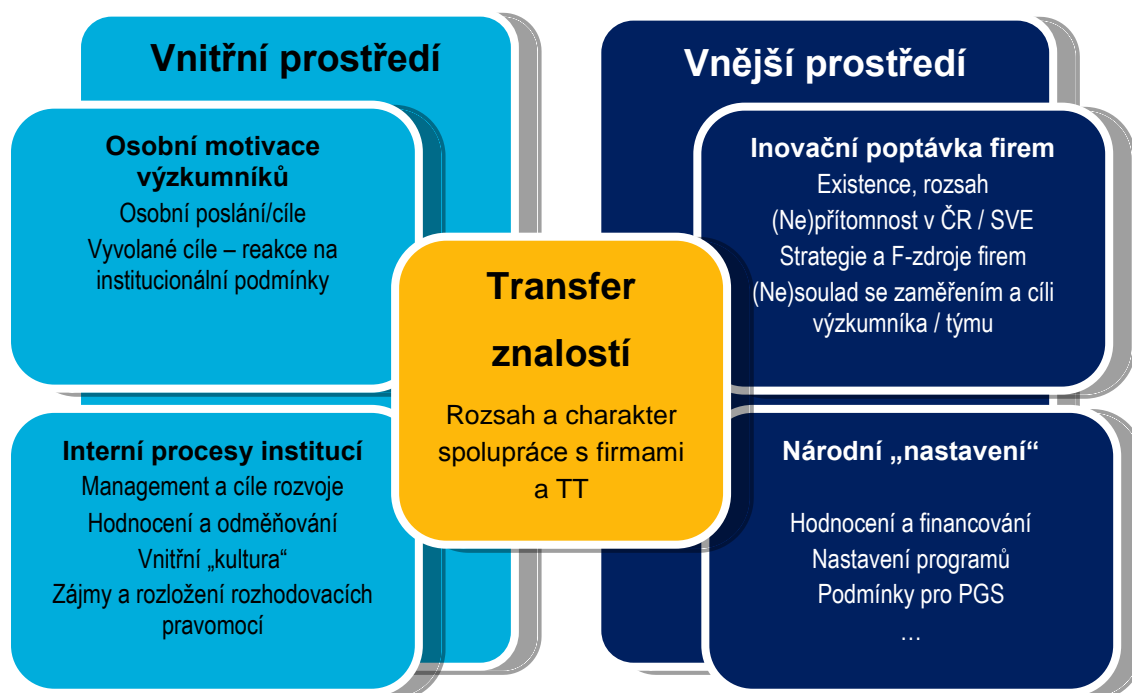 Vnitřní prostředí
Osobní motivace
výzkumníků
Osobní poslání/cíle
Vyvolané cíle – reakce na
institucionální podmínky
Interní procesy institucí
Management a cíle rozvoje
Hodnocení a odměňování
Vnitřní „kultura“
Zájmy a rozložení rozhodovacích
pravomocí
Transfer
znalostí
Rozsah a charakter
spolupráce s firmami
a TT
Vnější prostředí
Inovační poptávka firem
Existence, rozsah
(Ne)přítomnost v ČR / SVE
Strategie a F-zdroje firem
(Ne)soulad se zaměřením a cíli
výzkumníka / týmu
Národní „nastavení“
Hodnocení a financování
Nastavení programů
Podmínky pro PGS
…